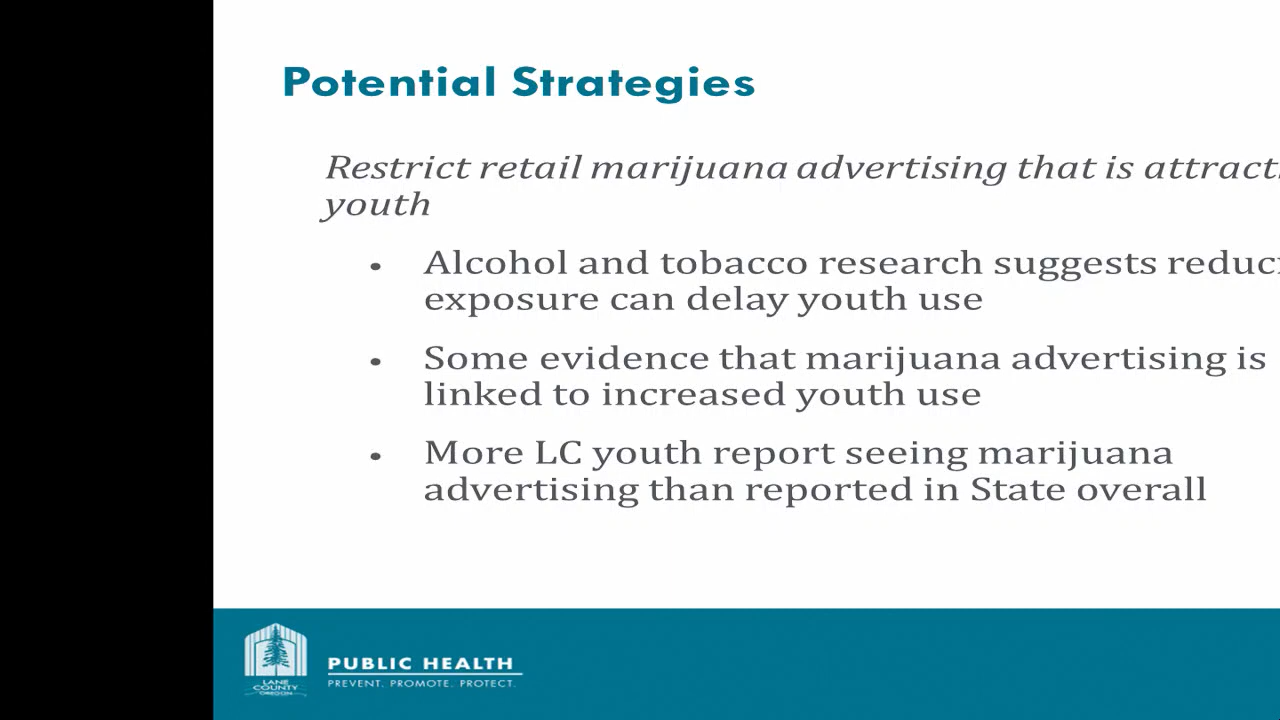 Potential Strategies
Restrict retail marijuana advertising that is
youth
• Alcohol and tobacco research suggests
exposure can delay youth use
• Some evidence that marijuana advertising is
linked to increased youth use
• More LC youth report seeing marijuana
advertising than reported in State overall
LANE
COUNTY
OREGON
PUBLIC HEALTH
PREVENT. PROMOTE. PROTECT.